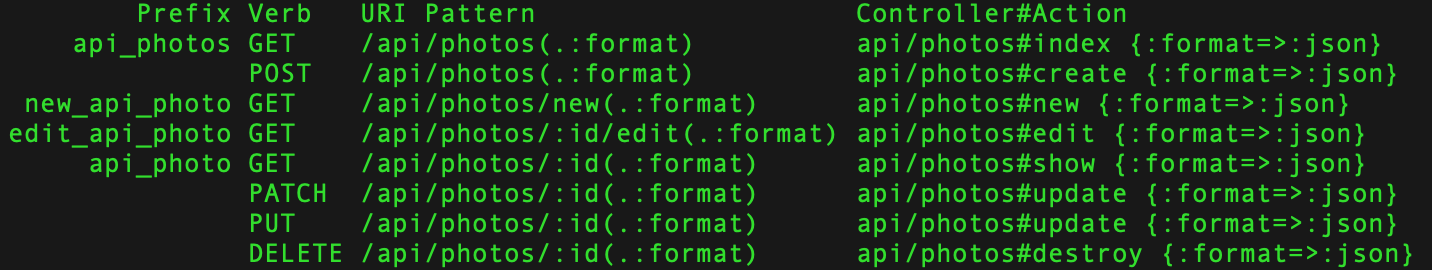 Prefix Verb URI Pattern Controller#Action
api_photos GET /api/photos(.:format) api/photos#index {:format=>:json}
POST /api/photos(.:format) api/photos#create {:format=>:json}
new_api_photo GET /api/photos/new(.:format) api/photos#new {:format=>:json}
edit_api_photo GET /api/photos/:id/edit(.:format) api/photos#edit {:format=>:json}
api_photo GET /api/photos/:id(.:format) api/photos#show {:format=>:json}
PATCH /api/photos/:id(.:format) api/photos#update {:format=>:json}
PUT /api/photos/:id(.:format) api/photos#update {:format=>:json}
DELETE /api/photos/:id(.:format) api/photos#destroy {:format=>:json}